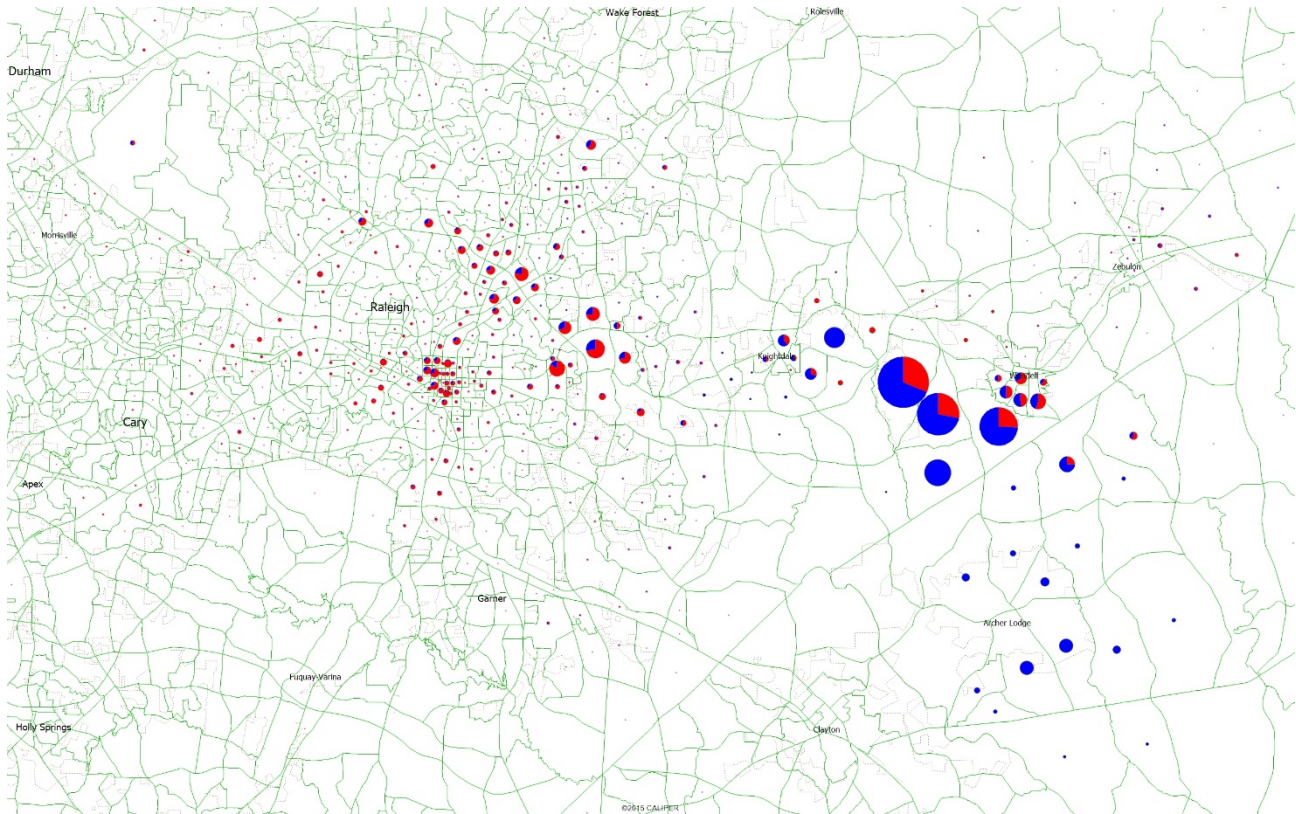 Wake Forest
Rolesville
Durham
Morrisville
Zebulon
Raleigh
Knightdale
Wendell
Cary
Apex
Garner
Archer Lodge
Fuquay-Varina
Holly Springs
Clayton
©2015 CALIPER